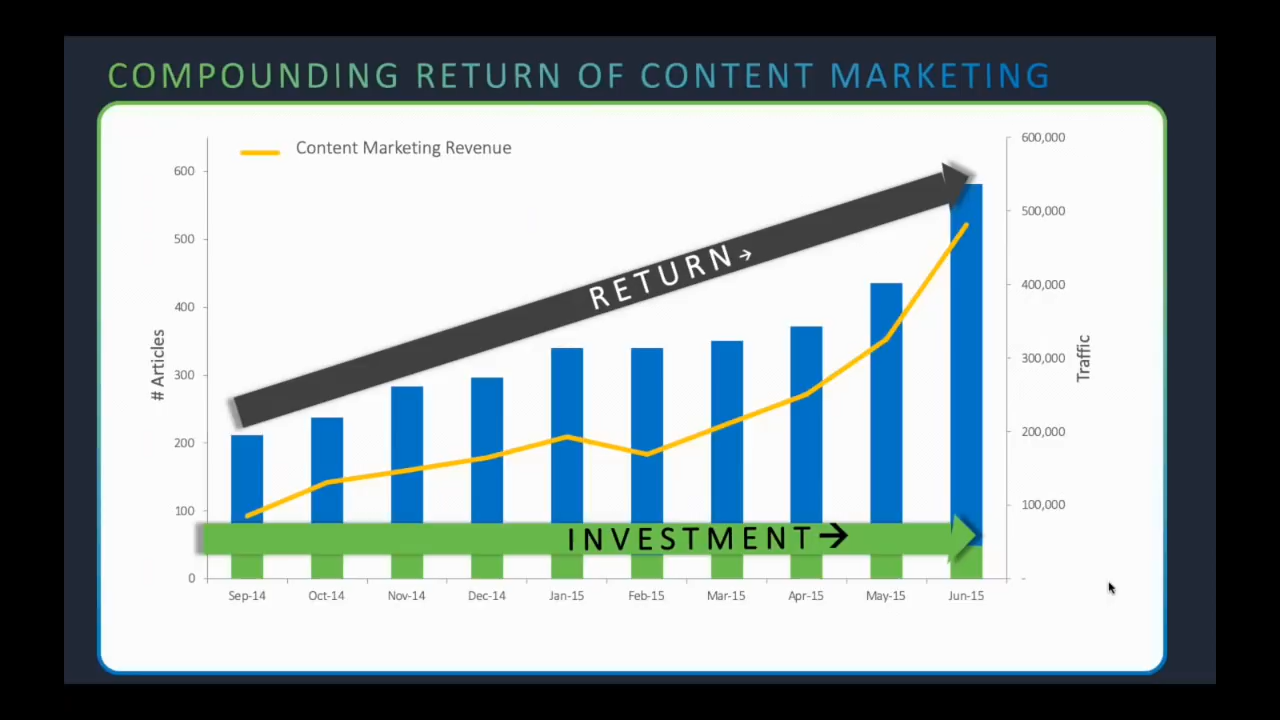 COMPOUNDING RETURN OF CONTENT MARKETING
Content Marketing Revenue
600
500
400
300
200
100
0
# Articles
600,000
500,000
400,000
300,000
200,000
100,000
-
Traffic
RETURN→
INVESTMENT→
Sep-14 Oct-14 Nov-14 Dec-14 Jan-15 Feb-15 Mar-15 Apr-15 May-15 Jun-15